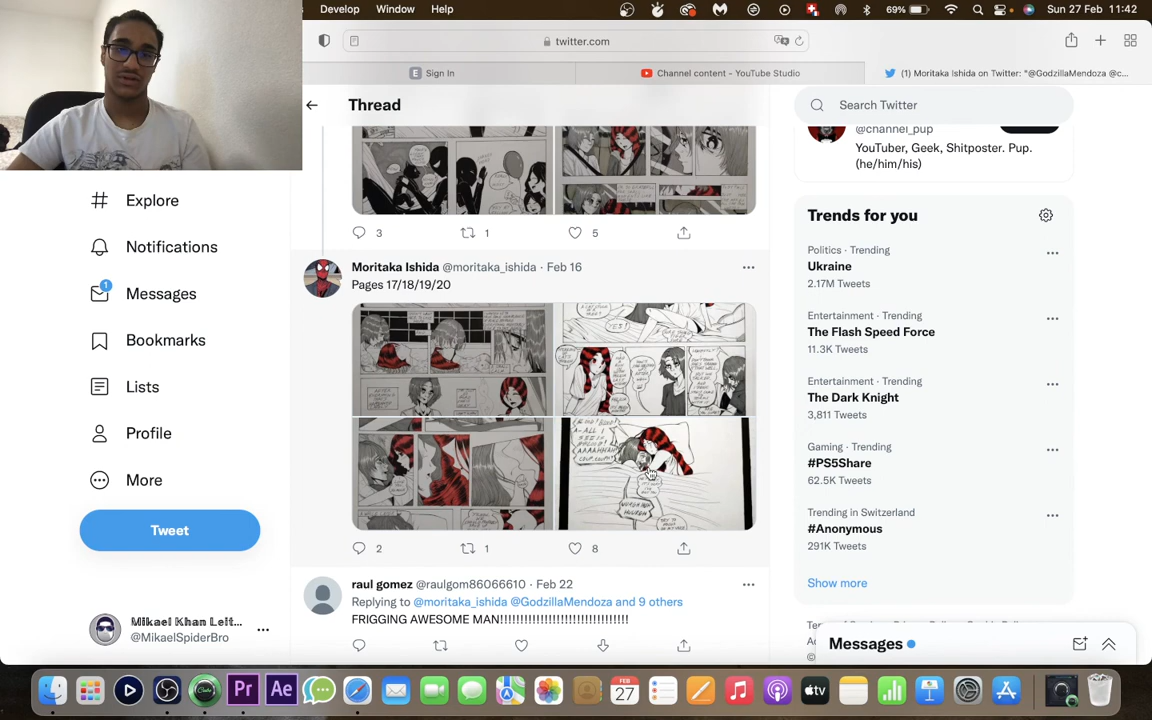 Develop Window Help
69%
Sun 27 Feb 11:42
twitter.com
Sign In
Channel content - YouTube Studio
(1) Moritaka Ishida on Twitter: "@GodzillaMendoza @c...
Thread
Search Twitter
@channel_pup
YouTuber, Geek, Shitposter. Pup.
(he/him/his)
Explore
Notifications
1
Messages
Bookmarks
Lists
Profile
More
Tweet
Mikael Khan Leit...
@MikaelSpiderBro
3 1 5
Moritaka Ishida @moritaka_ishida · Feb 16
Pages 17/18/19/20
YES!
2 1 8
raul gomez @raulgom86066610 · Feb 22
Replying to @moritaka_ishida @GodzillaMendoza and 9 others
FRIGGING AWESOME MAN!!!!!!!!!!!!!!!!!!!!!!!!!!!!!!!
Trends for you
Politics · Trending
Ukraine
2.17M Tweets
Entertainment · Trending
The Flash Speed Force
11.3K Tweets
Entertainment · Trending
The Dark Knight
3,811 Tweets
Gaming · Trending
#PS5Share
62.5K Tweets
Trending in Switzerland
#Anonymous
291K Tweets
Show more
Messages
FEB
27
Pr
Ae
tv